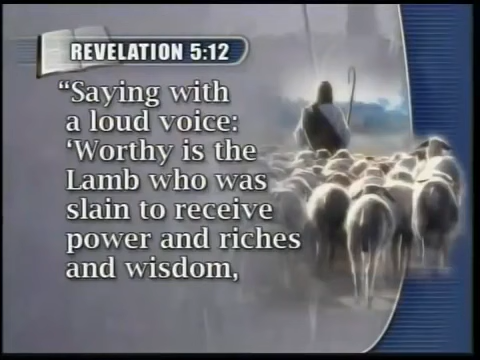 REVELATION 5:12
“Saying with
a loud voice:
‘Worthy is the
Lamb who was
slain to receive
power and riches
and wisdom,